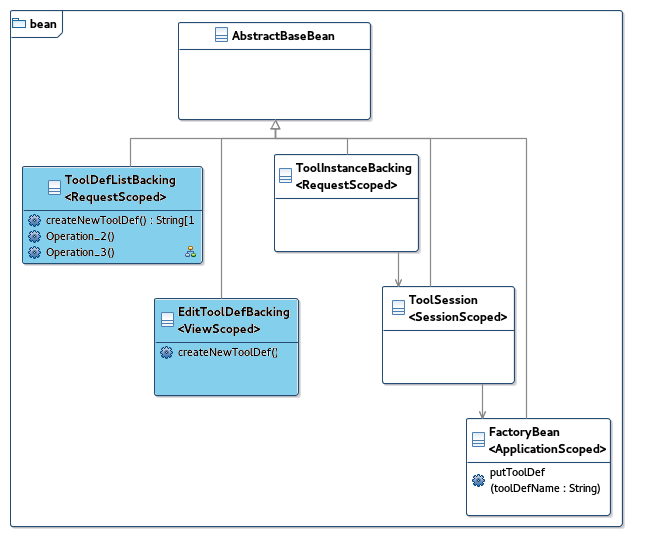 bean
AbstractBaseBean
ToolDefListBacking
<RequestScoped>
createNewToolDef() : String[1
Operation_2()
Operation_3()
ToolInstanceBacking
<RequestScoped>
EditToolDefBacking
<ViewScoped>
createNewToolDef()
ToolSession
<SessionScoped>
FactoryBean
<ApplicationScoped>
putToolDef
(toolDefName : String)